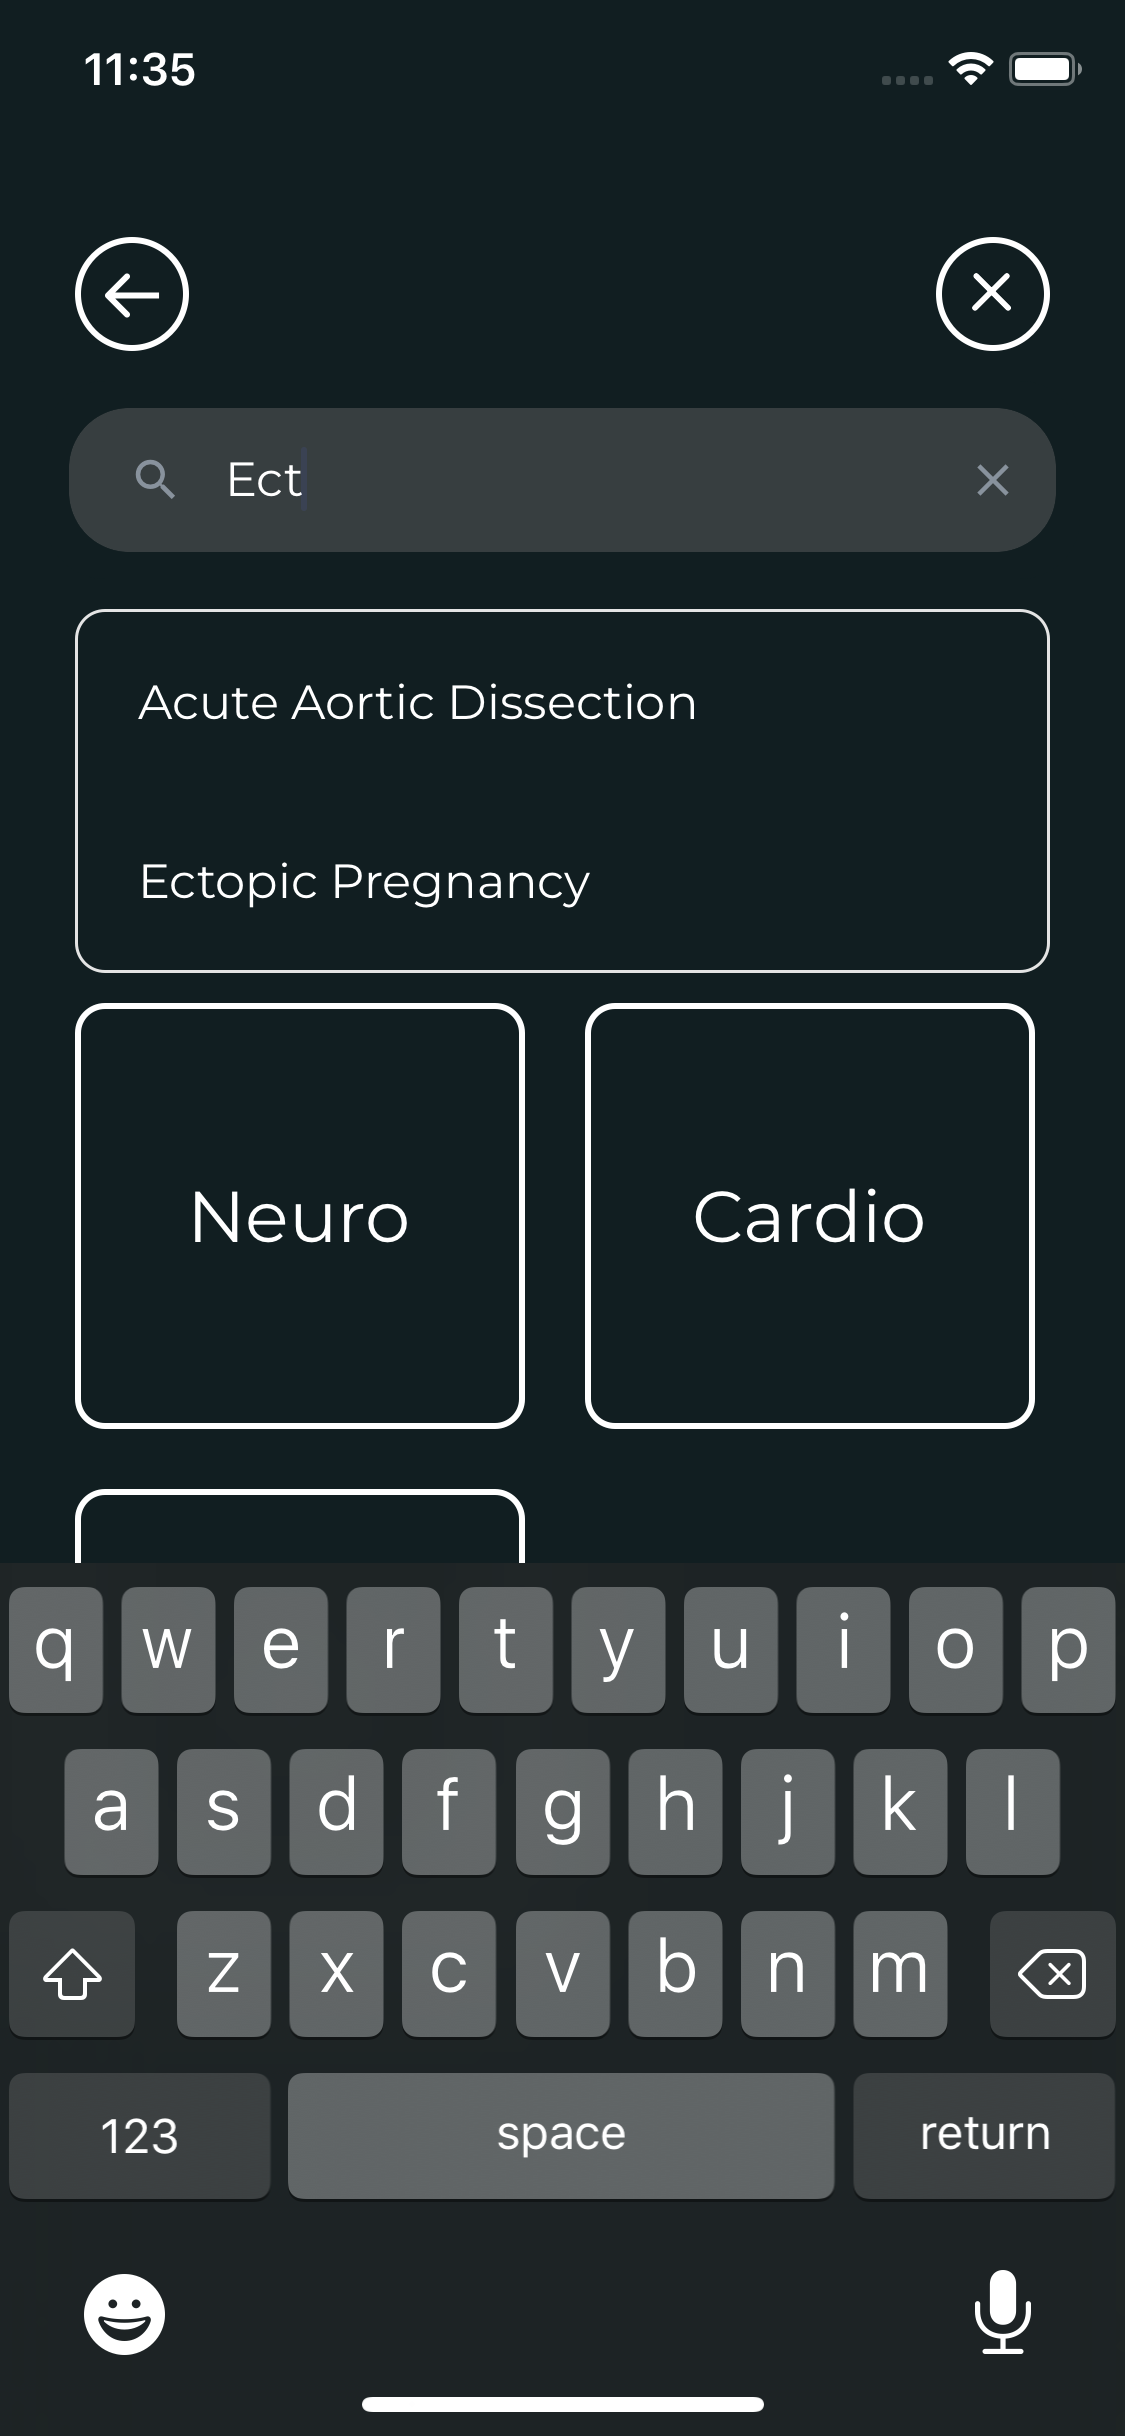 11:35
Ect
Acute Aortic Dissection
Ectopic Pregnancy
Neuro Cardio
q w e r t y u i o p
a s d f g h j k l
z x c v b n m
123 space return